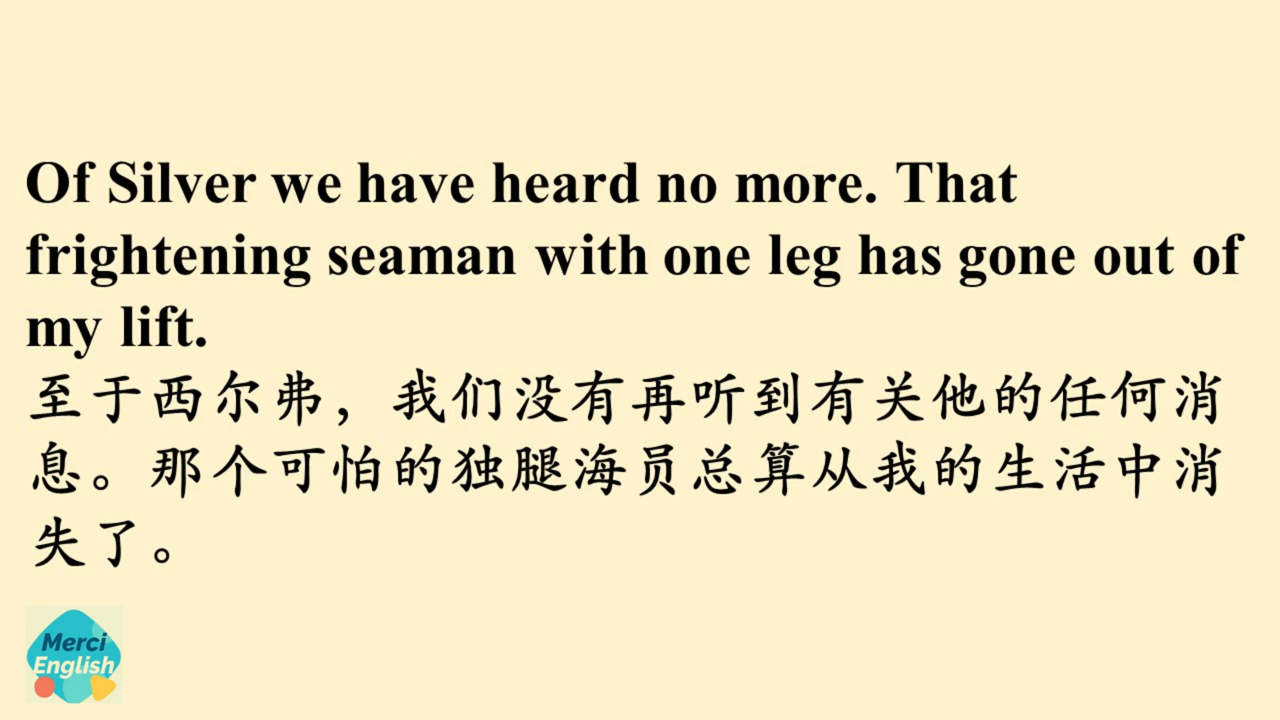 Of Silver we have heard no more. That
frightening seaman with one leg has gone out of
my lift.
至于西尔弗，我们没有再听到有关他的任何消
息。那个可怕的独腿海员总算从我的生活中消
失了。
Merci
English